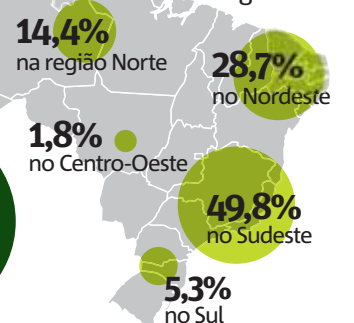 14,4%
na região Norte
28,7%
no Nordeste
1,8%
no Centro-Oeste
49,8%
no Sudeste
5,3%
no Sul